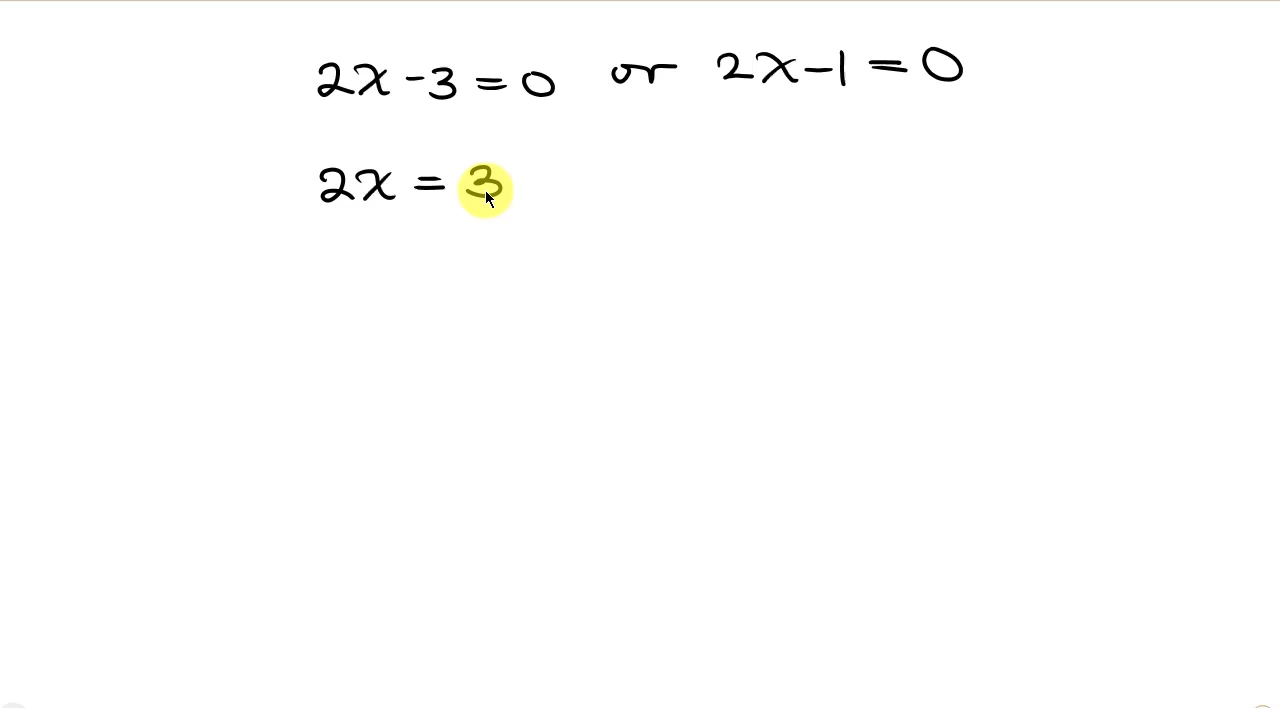 2x - 3 = 0 or 2x - 1 = 0
2x = 3